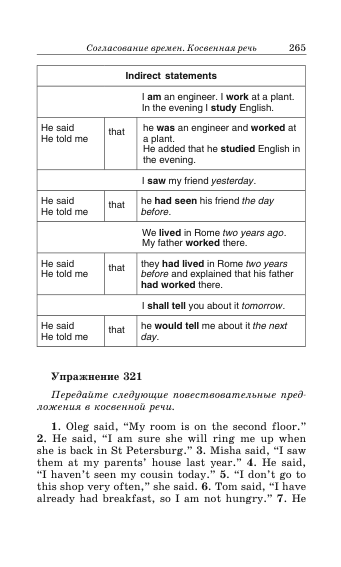 Согласование времен. Косвенная речь 265
Indirect statements
I am an engineer. I work at a plant.
In the evening I study English.
He said
He told me
that
he was an engineer and worked at
a plant.
He added that he studied English in
the evening.
I saw my friend yesterday.
He said
He told me
that
he had seen his friend the day
before.
We lived in Rome two years ago.
My father worked there.
He said
He told me
that
they had lived in Rome two years
before and explained that his father
had worked there.
I shall tell you about it tomorrow.
He said
He told me
that
he would tell me about it the next
day.
Упражнение 321
Передайте следующие повествовательные пред-
ложения в косвенной речи.
1. Oleg said, “My room is on the second floor.”
2. He said, “I am sure she will ring me up when
she is back in St Petersburg.” 3. Misha said, “I saw
them at my parents’ house last year.” 4. He said,
“I haven’t seen my cousin today.” 5. “I don’t go to
this shop very often,” she said. 6. Tom said, “I have
already had breakfast, so I am not hungry.” 7. He